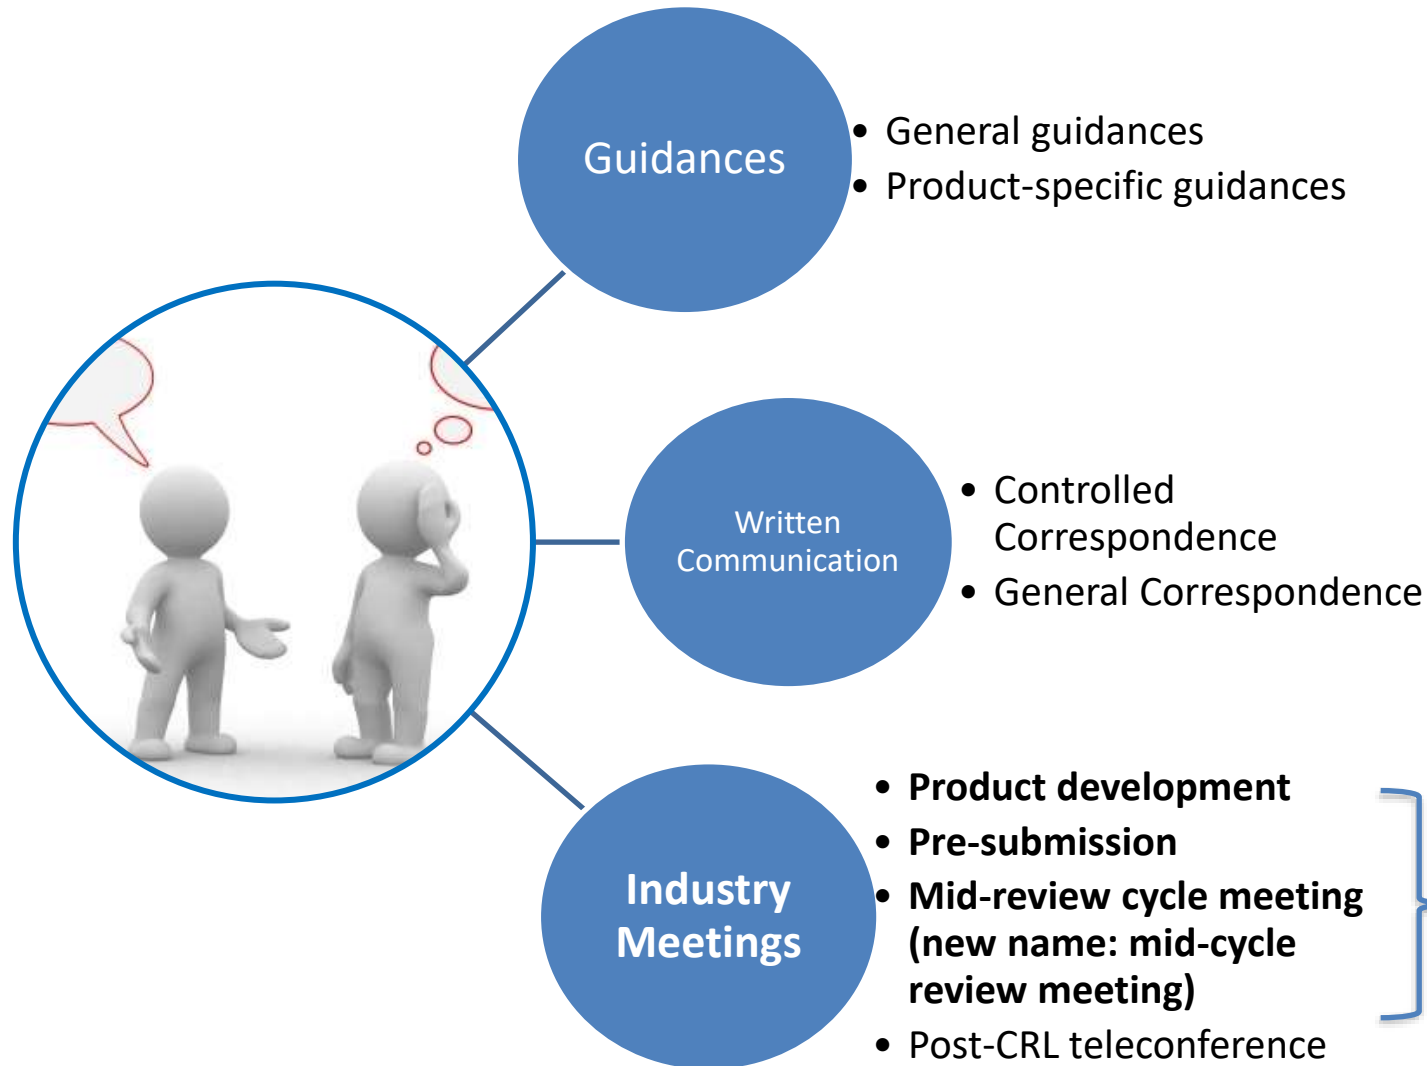 Guidances
• General guidances
• Product-specific guidances
Written
Communication
• Controlled
Correspondence
• General Correspondence
Industry
Meetings
• Product development
• Pre-submission
• Mid-review cycle meeting
(new name: mid-cycle
review meeting)
• Post-CRL teleconference